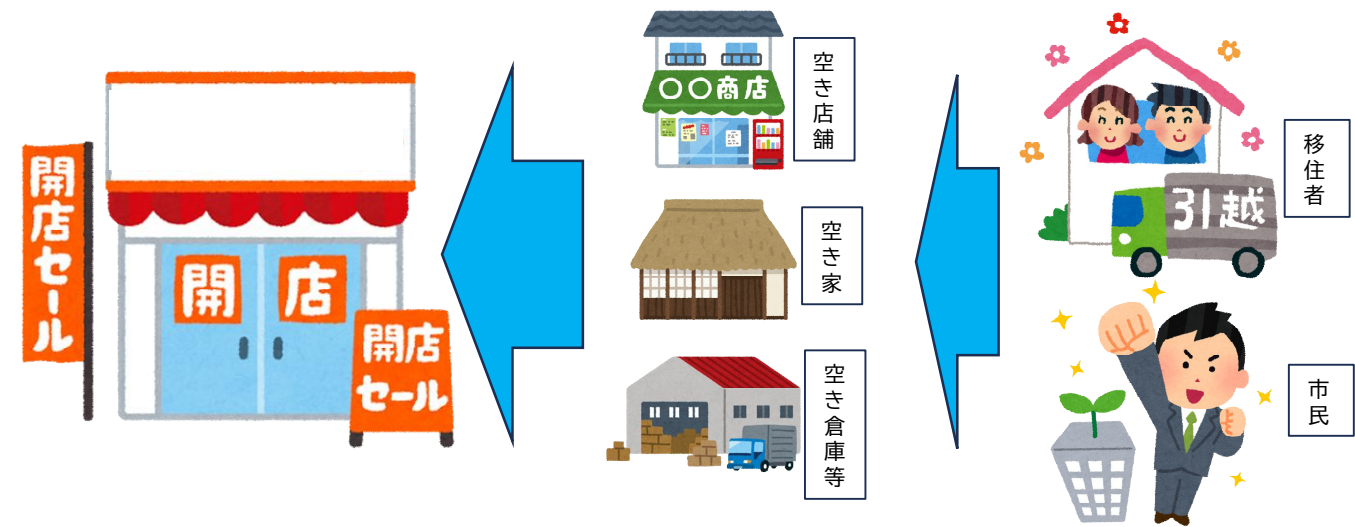 開店セール
開店
開店
セール
〇〇商店
空き店舗
空き家
空き倉庫等
引越
移住者
市民